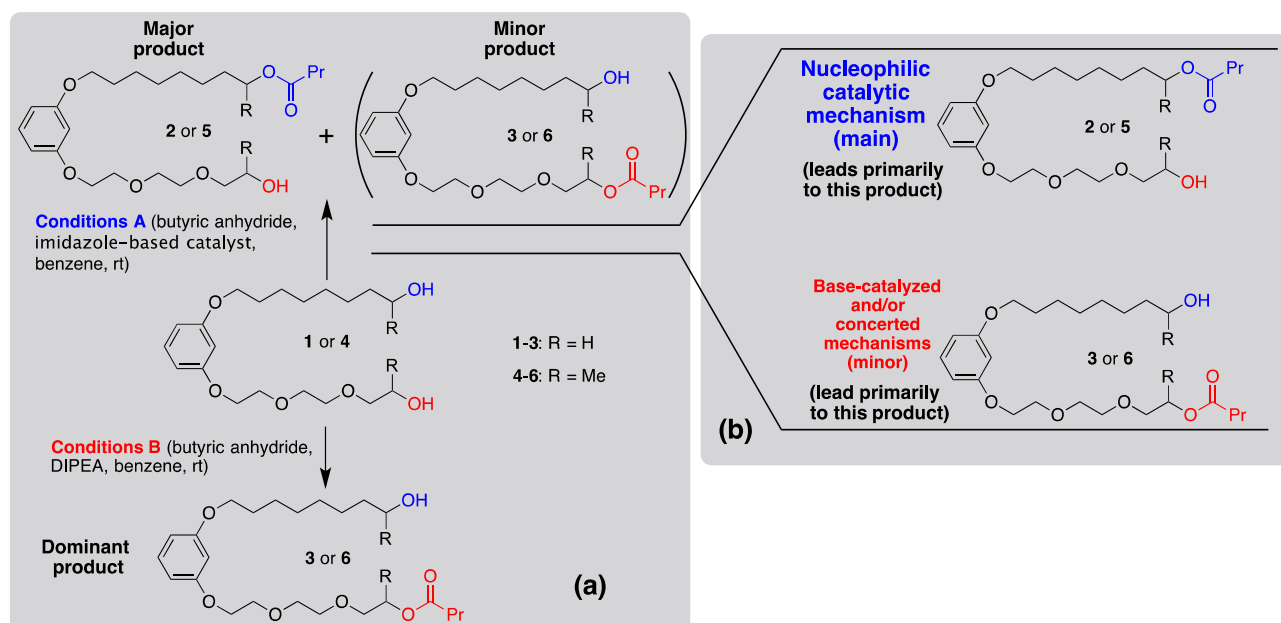 Major
product
O
O
Pr
O
R
2 or 5
R
O
O
O
OH
+
Minor
product
O
OH
R
3 or 6
R
O
O
O
O
O
Pr
Conditions A (butyric anhydride,
imidazole-based catalyst,
benzene, rt)
O
OH
R
1 or 4
R
O
O
O
OH
1-3: R = H
4-6: R = Me
Conditions B (butyric anhydride,
DIPEA, benzene, rt)
Dominant
product
O
OH
R
3 or 6
R
O
O
O
O
O
Pr
(a)
Nucleophilic
catalytic
mechanism
(main)
(leads primarily
to this product)
O
O
Pr
O
R
2 or 5
R
O
O
O
OH
Base-catalyzed
and/or
concerted
mechanisms
(minor)
(lead primarily
to this product)
O
OH
R
3 or 6
R
O
O
O
O
O
Pr
(b)